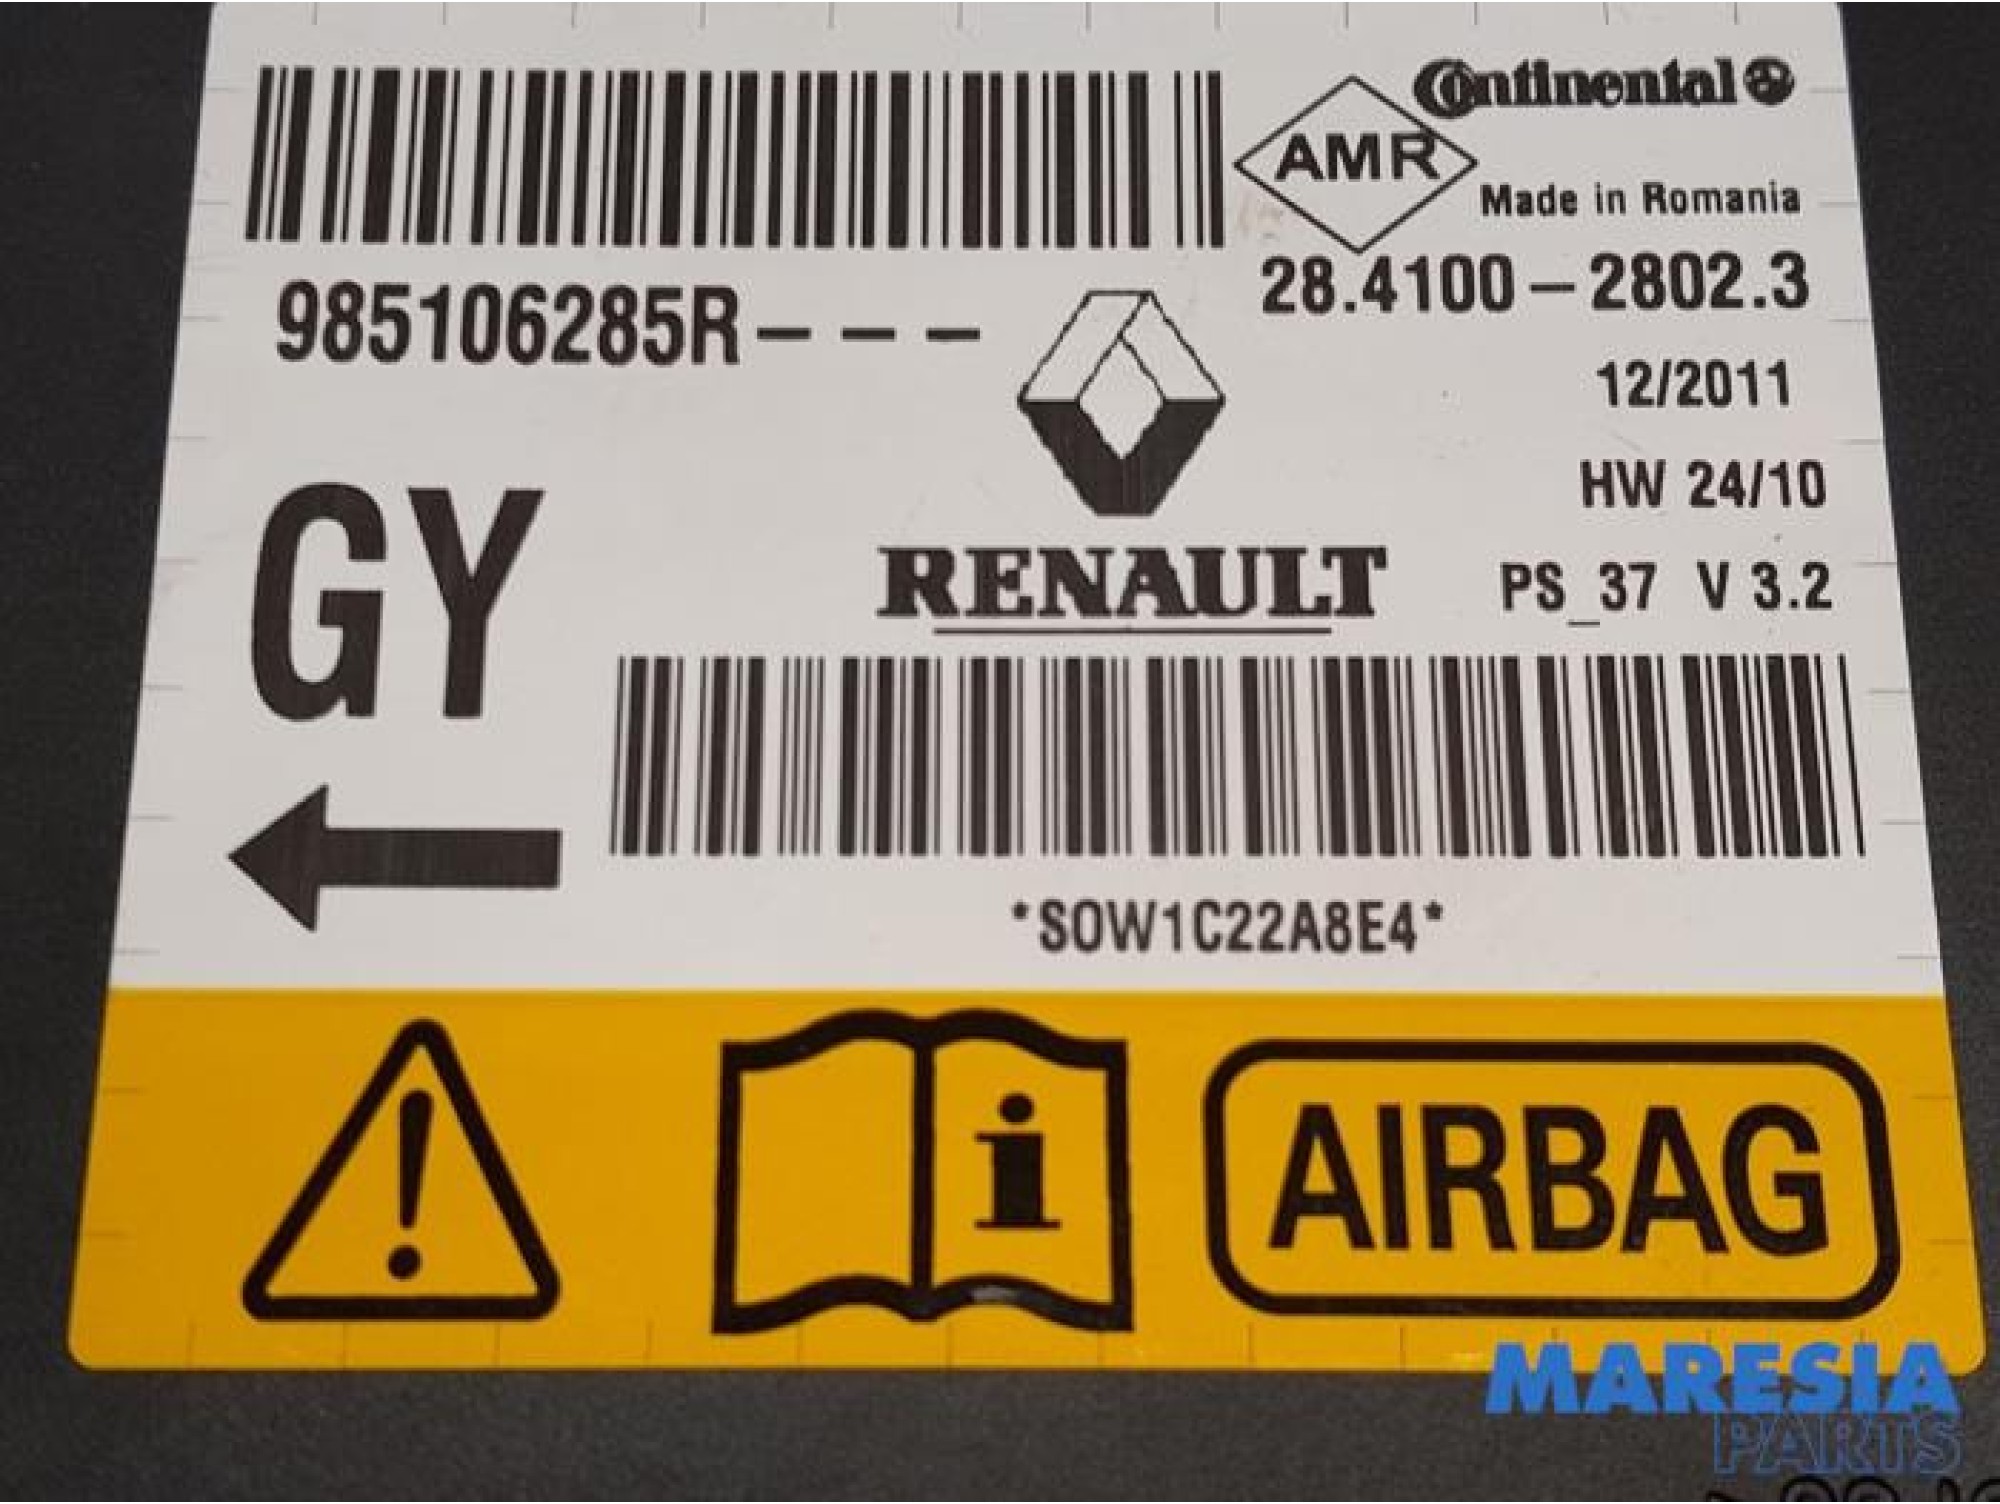 Continental
AMR
Made in Romania
985106285R---
28.4100-2802.3
12/2011
GY
HW 24/10
RENAULT
PS_37 V 3.2
*S0W1C22A8E4*
AIRBAG
MARESIA
PARTS